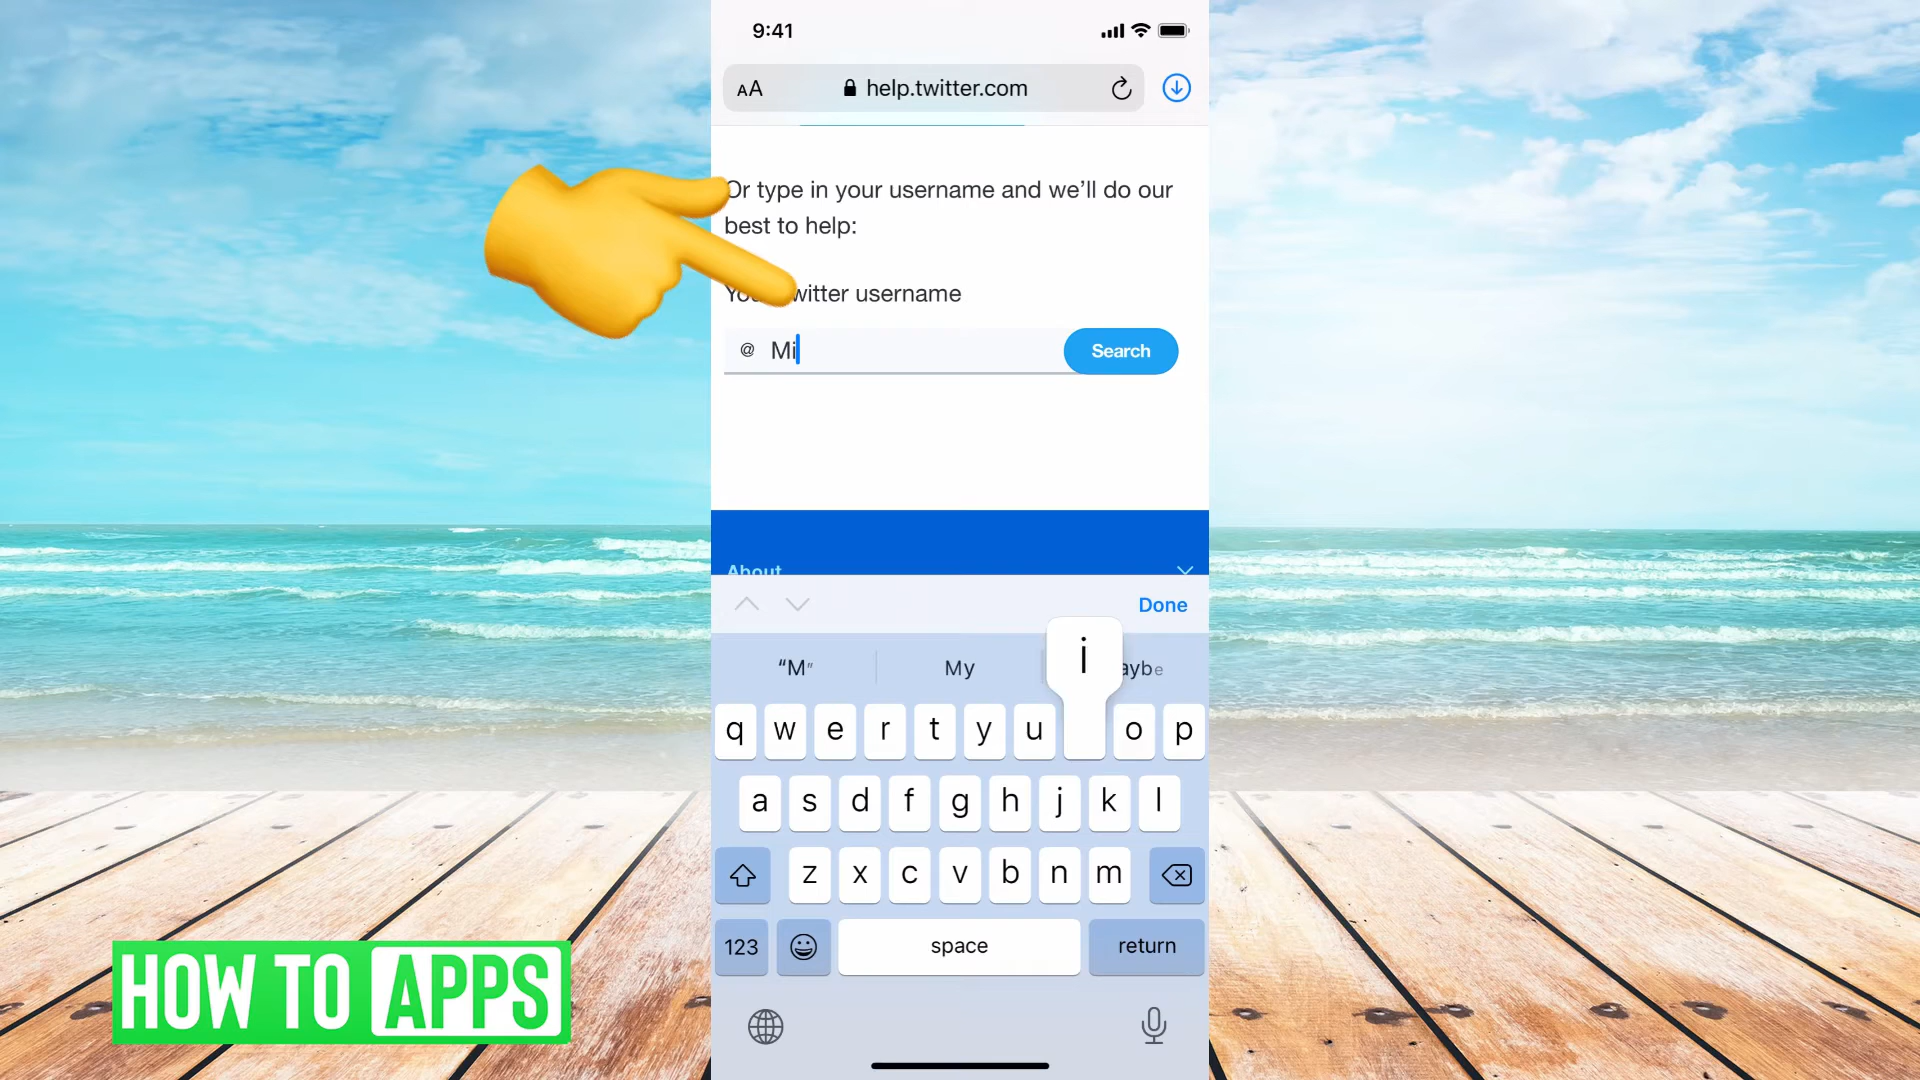 9:41
AA help.twitter.com
Or type in your username and we'll do our
best to help:
witter username
@ Mi
Search
About
Done
"M"
My
aybe
i
q w e r t y u o p
a s d f g h j k l
z x c v b n m
123 space return
HOW TO APPS